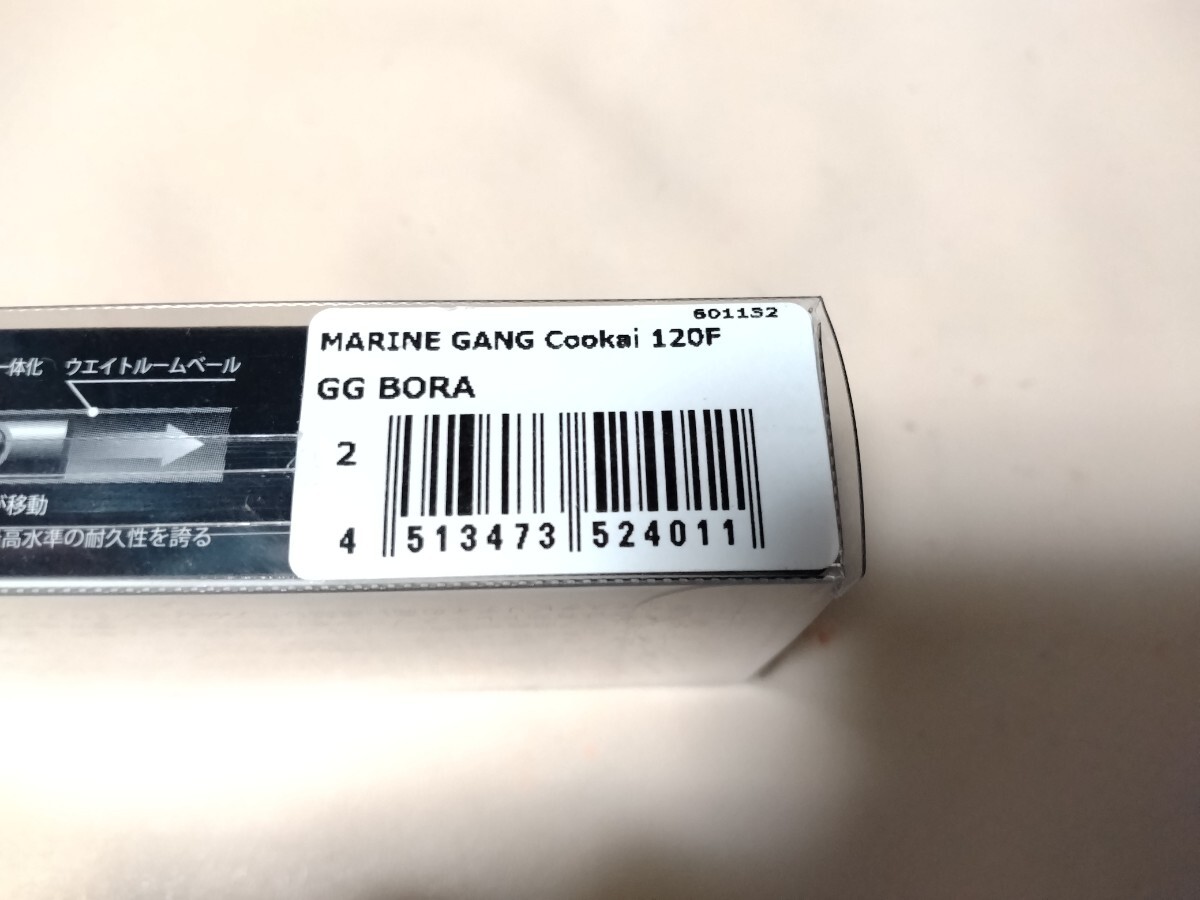 601132
MARINE GANG Cookai 120F
GG BORA
2
4 513473 524011
一体化 ウエイトルームベール
が移動
高水準の耐久性を誇る